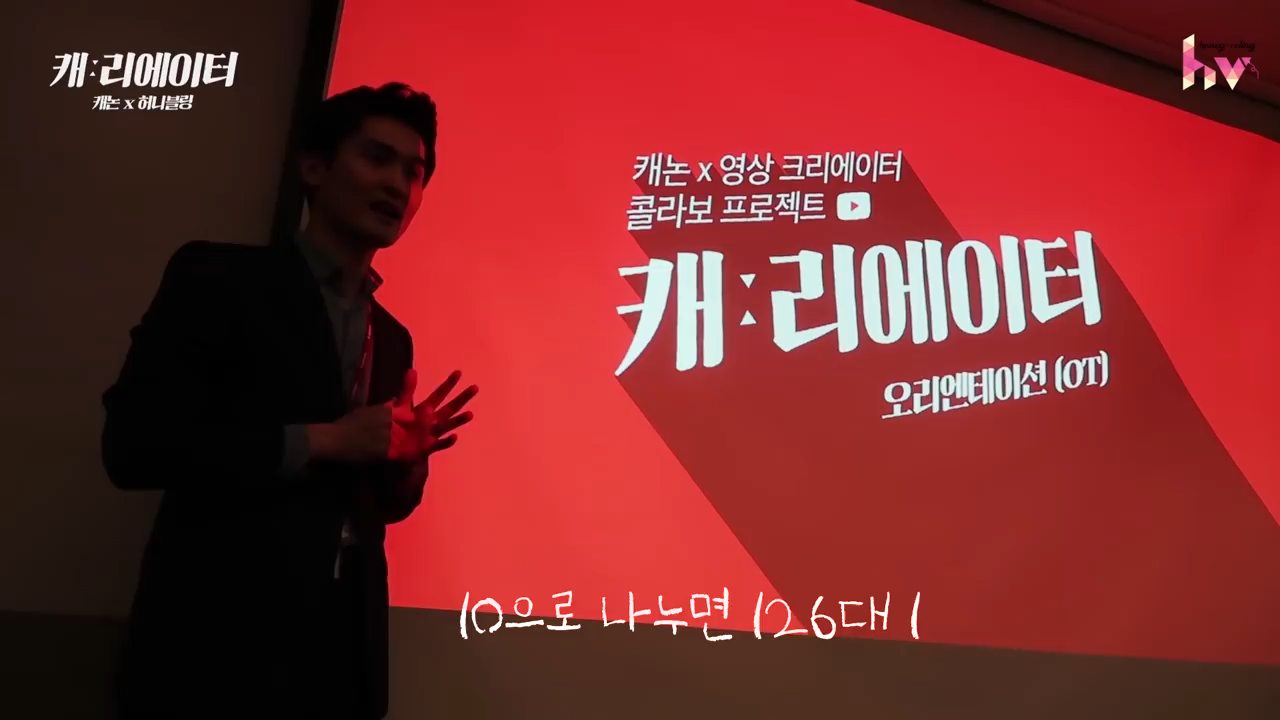 캐:리에이터
캐논 x 허니블링
hv
캐논 x 영상 크리에이터
콜라보 프로젝트
캐:리에이터
오리엔테이션 (OT)
10으로 나누면 126대 1